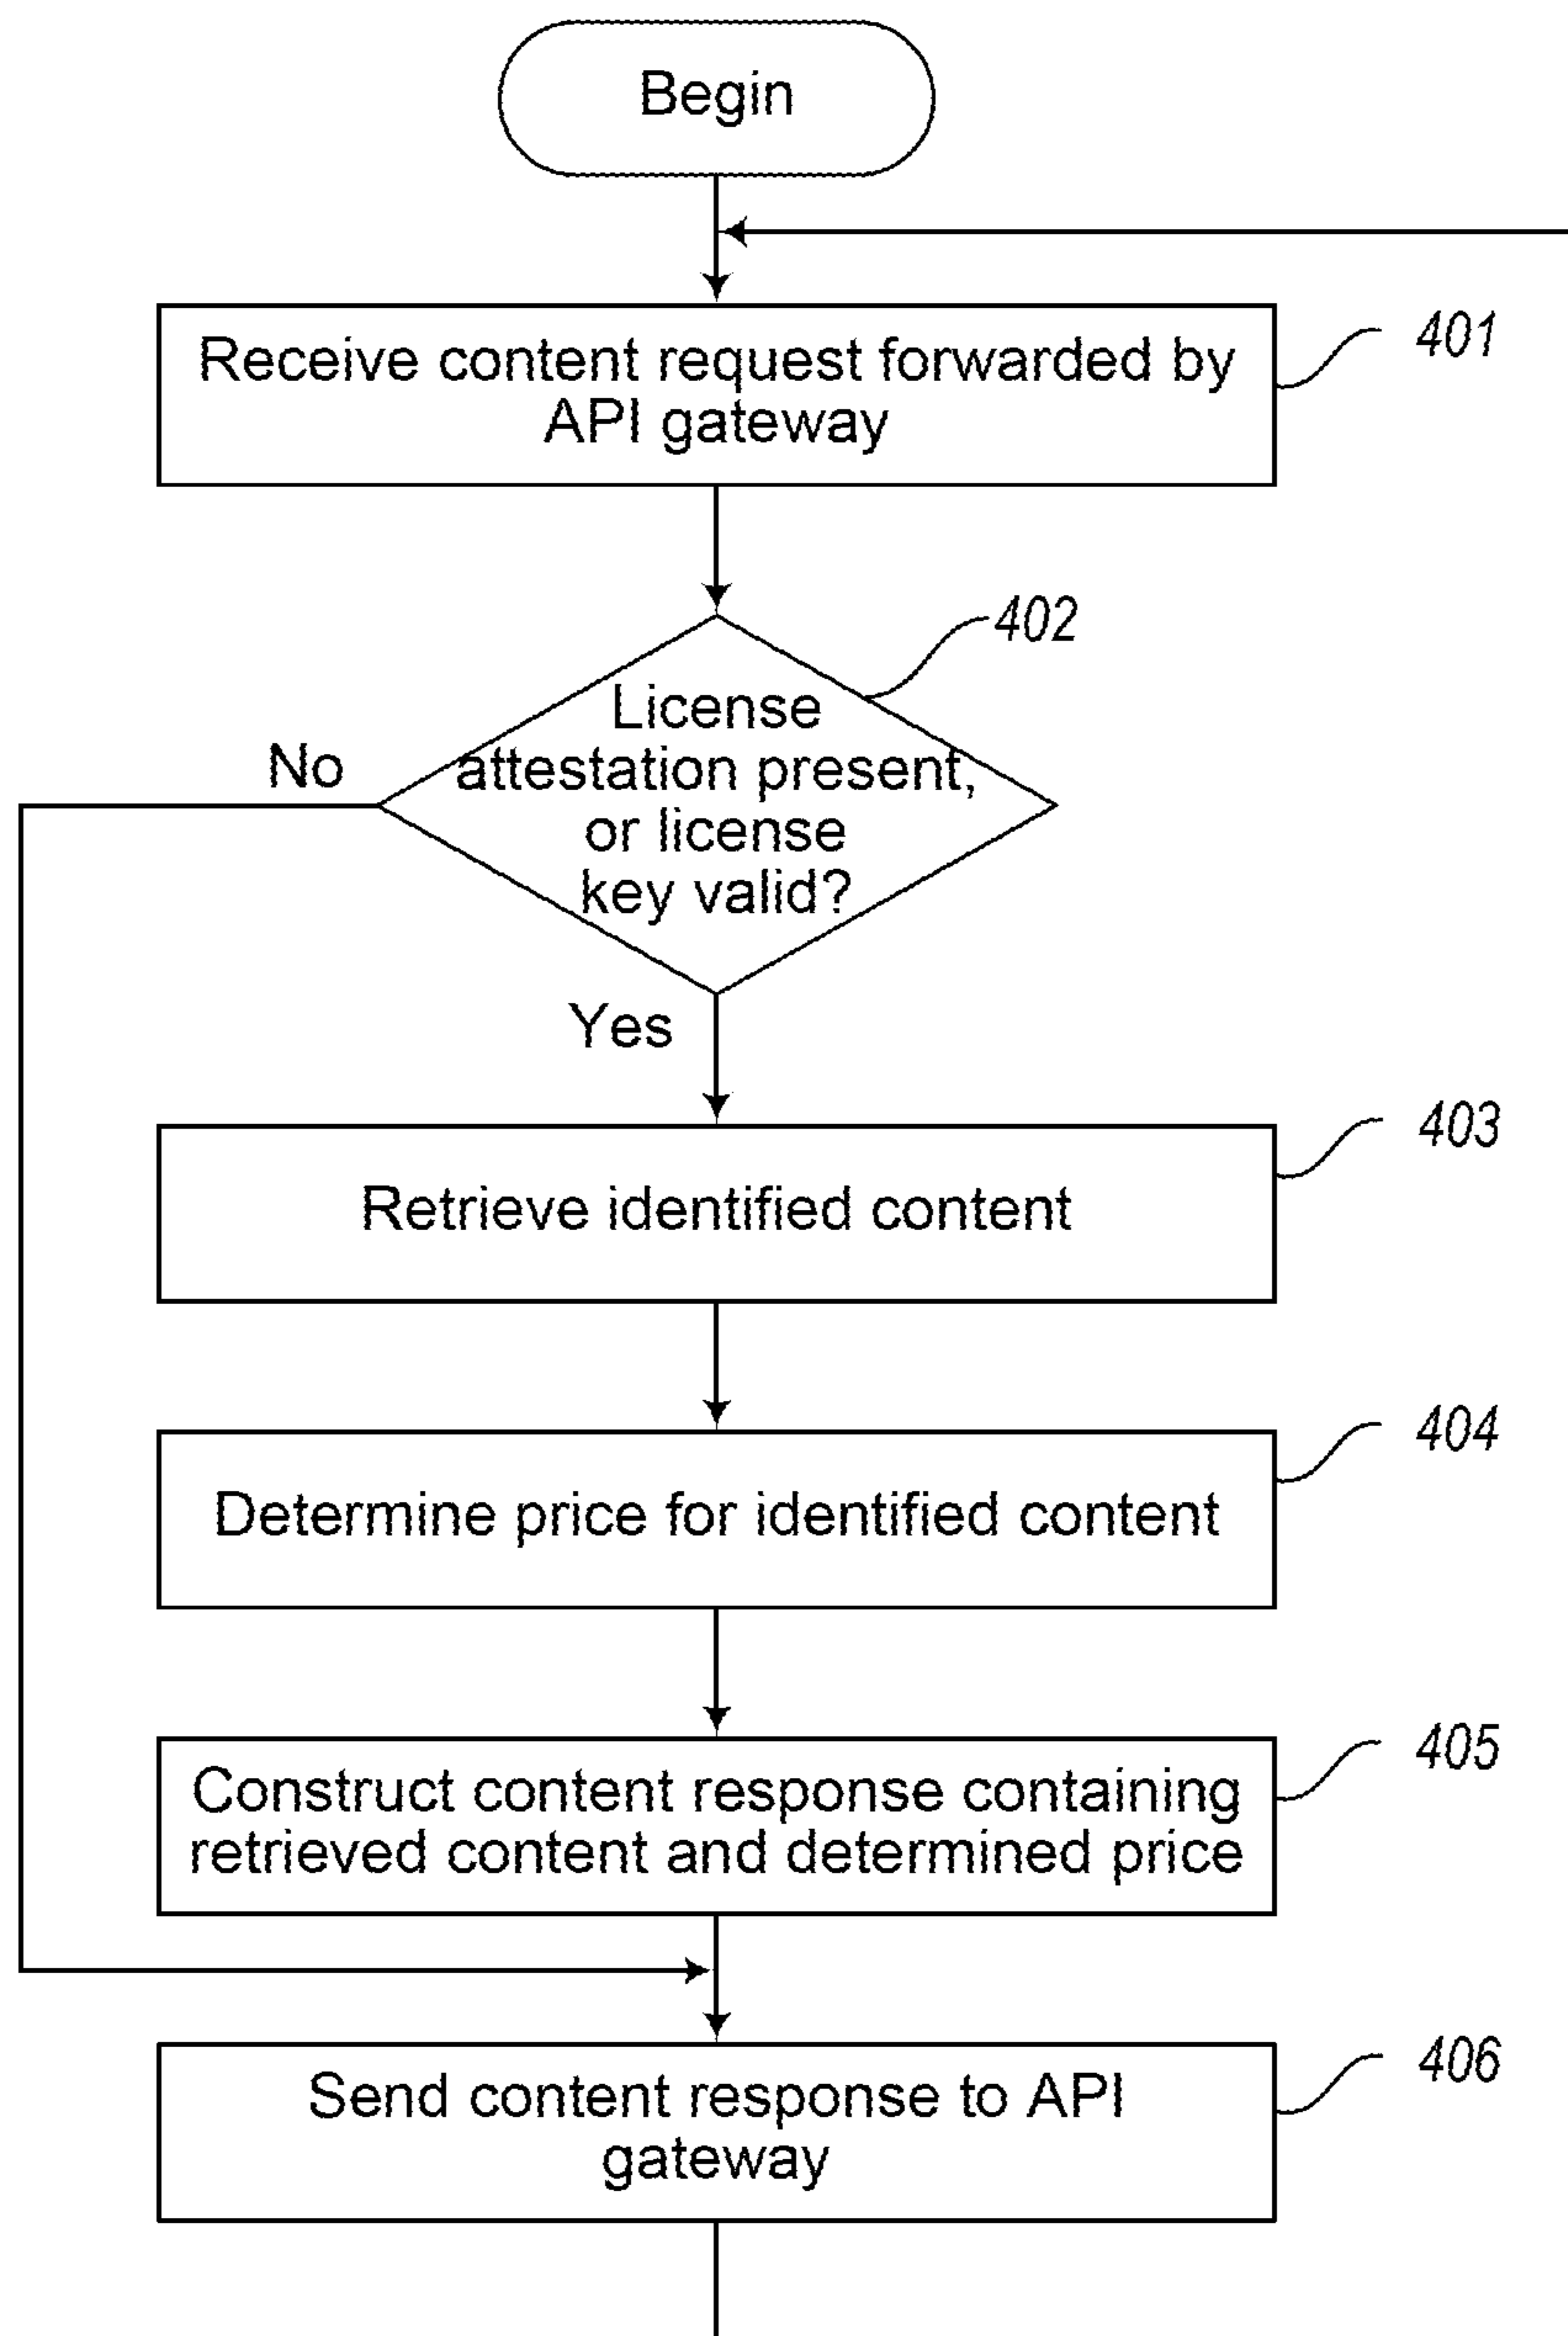 Begin
Receive content request forwarded by
API gateway
401
402
License
attestation present,
or license
key valid?
No
Yes
403
Retrieve identified content
404
Determine price for identified content
405
Construct content response containing
retrieved content and determined price
406
Send content response to API
gateway